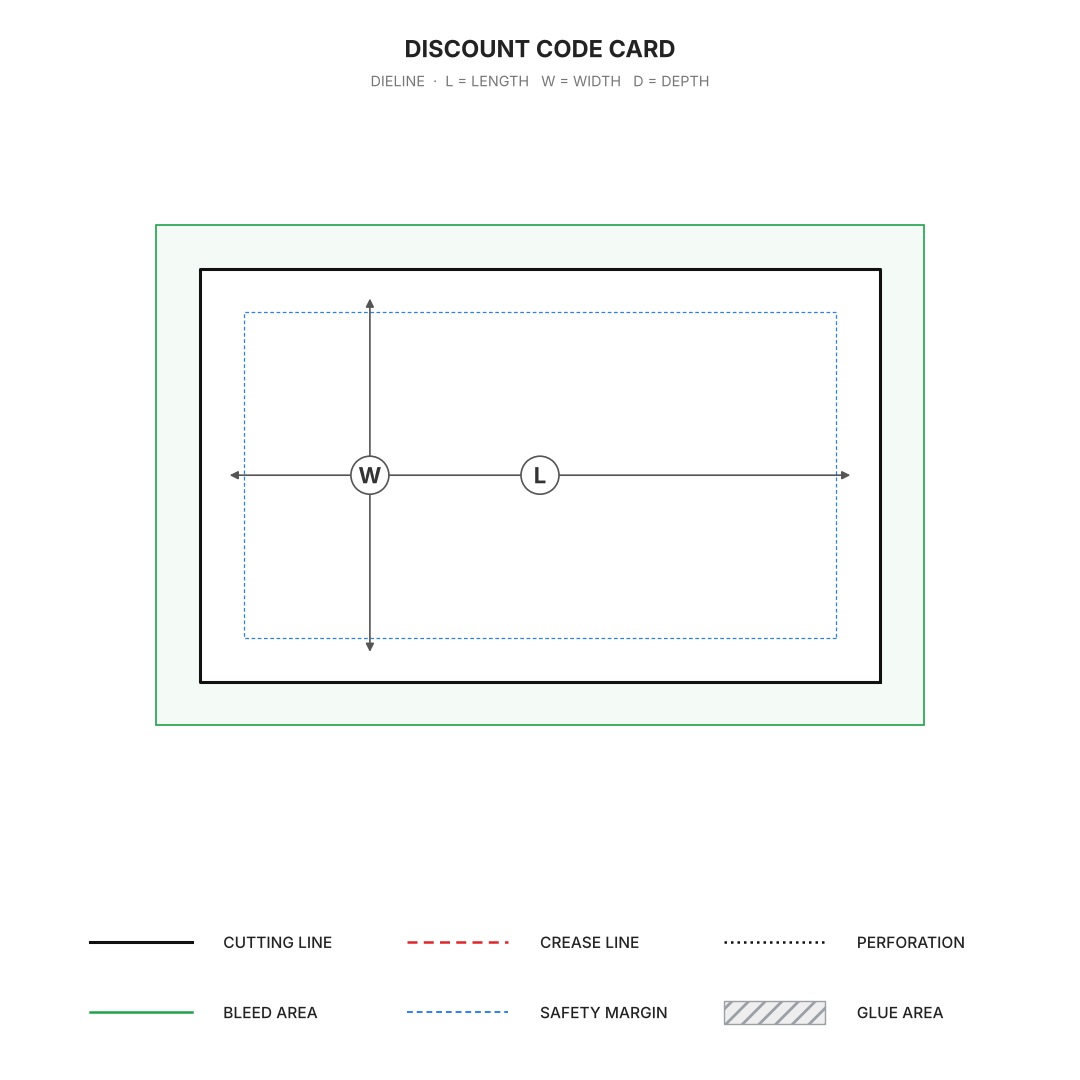 DISCOUNT CODE CARD
DIELINE · L = LENGTH W = WIDTH D = DEPTH
W
L
CUTTING LINE
CREASE LINE
PERFORATION
BLEED AREA
SAFETY MARGIN
GLUE AREA